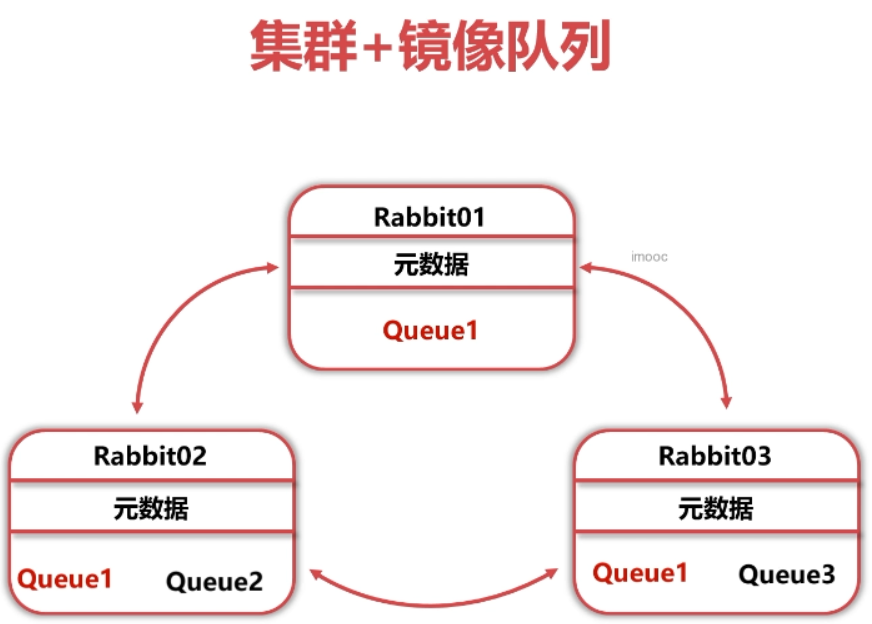 集群+镜像队列
Rabbit01
元数据
Queue1
imooc
Rabbit02
元数据
Queue1 Queue2
Rabbit03
元数据
Queue1 Queue3